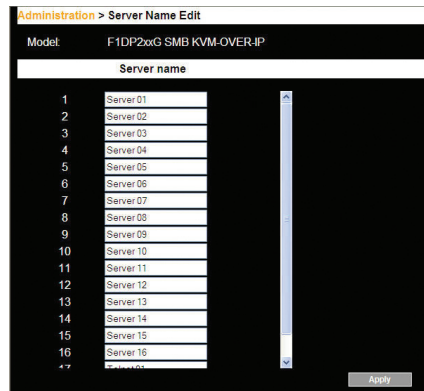 Administration > Server Name Edit
Model: F1DP2xxG SMB KVM-OVER-IP
Server name
1 Server 01
2 Server 02
3 Server 03
4 Server 04
5 Server 05
6 Server 06
7 Server 07
8 Server 08
9 Server 09
10 Server 10
11 Server 11
12 Server 12
13 Server 13
14 Server 14
15 Server 15
16 Server 16
17 Telnet 01
Apply